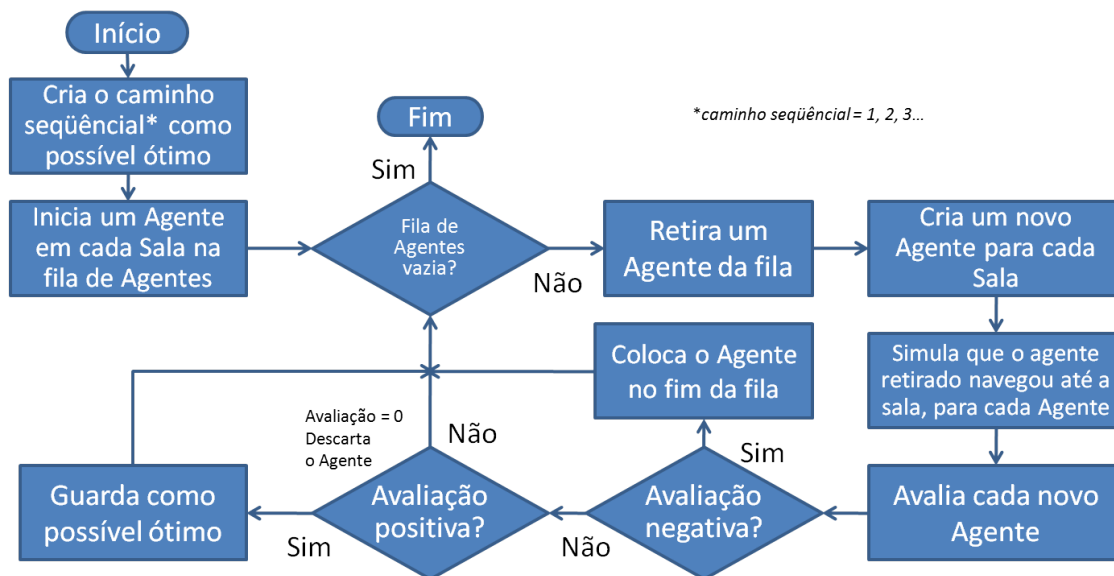 Início
Cria o caminho
seqüêncial* como
possível ótimo
Inicia um Agente
em cada Sala na
fila de Agentes
Fim
Sim
Fila de
Agentes
vazia?
Não
*caminho seqüêncial = 1, 2, 3...
Retira um
Agente da fila
Cria um novo
Agente para cada
Sala
Simula que o agente
retirado navegou até a
sala, para cada Agente
Avalia cada novo
Agente
Avaliação
negativa?
Sim
Coloca o Agente
no fim da fila
Não
Avaliação
positiva?
Não
Avaliação = 0
Descarta
o Agente
Sim
Guarda como
possível ótimo